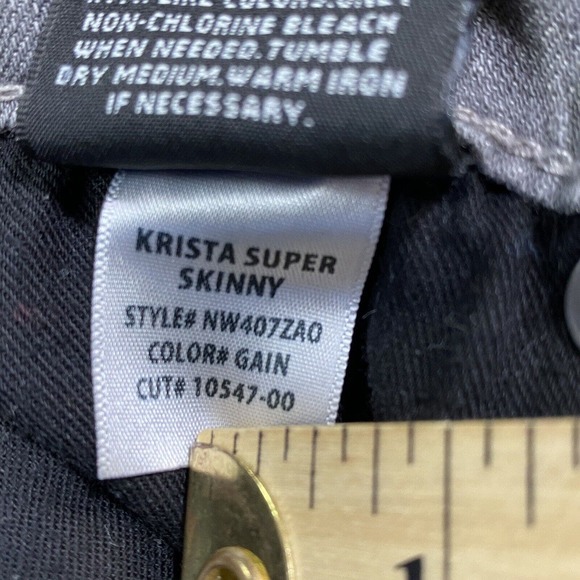 NON-CHLORINE BLEACH
WHEN NEEDED. TUMBLE
DRY MEDIUM. WARM IRON
IF NECESSARY.
KRISTA SUPER
SKINNY
STYLE# NW407ZAO
COLOR# GAIN
CUT# 10547-00
1